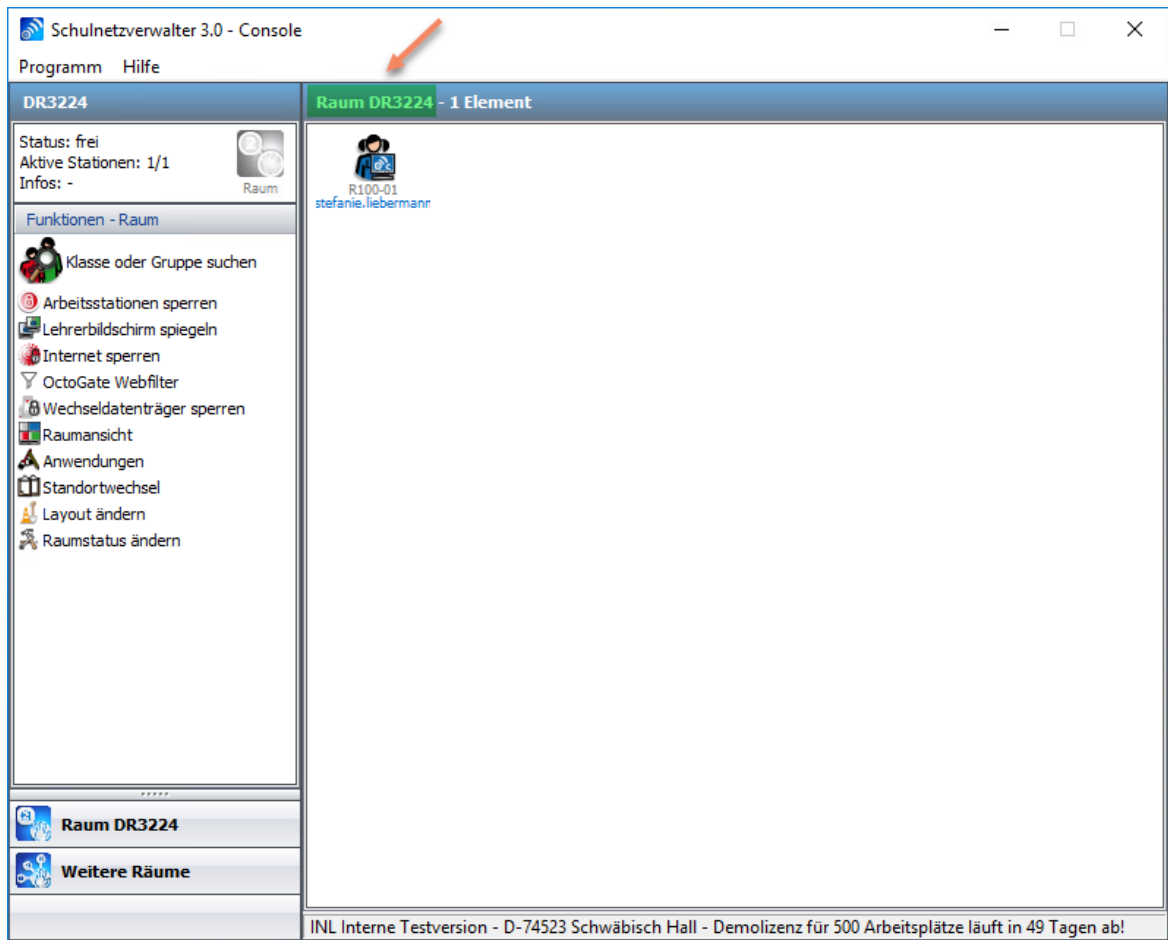 Schulnetzverwalter 3.0 - Console
Programm Hilfe
DR3224
Status: frei
Aktive Stationen: 1/1
Infos: -
Raum
Funktionen - Raum
Klasse oder Gruppe suchen
Arbeitsstationen sperren
Lehrerbildschirm spiegeln
Internet sperren
OctoGate Webfilter
Wechseldatenträger sperren
Raumansicht
Anwendungen
Standortwechsel
Layout ändern
Raumstatus ändern
Raum DR3224
Weitere Räume
Raum DR3224 - 1 Element
R100-01
stefanie.liebermann
INL Interne Testversion - D-74523 Schwäbisch Hall - Demolizenz für 500 Arbeitsplätze läuft in 49 Tagen ab!